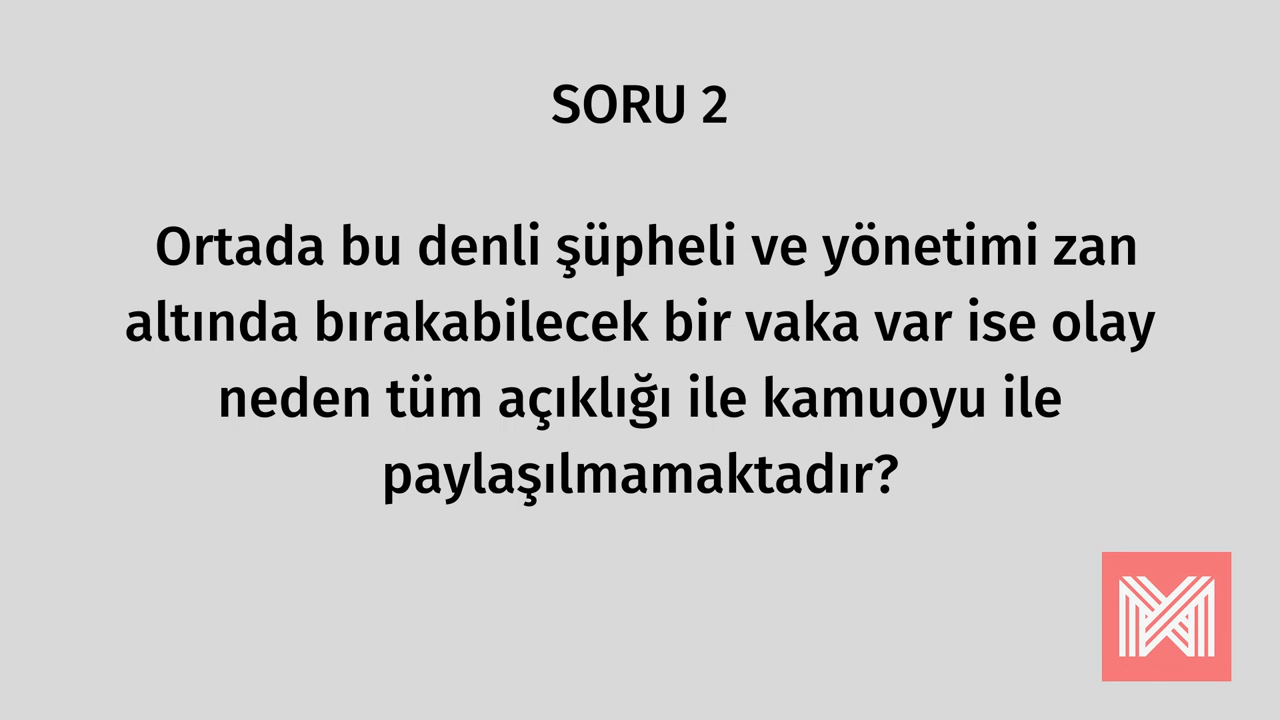 SORU 2
Ortada bu denli şüpheli ve yönetimi zan
altında bırakabilecek bir vaka var ise olay
neden tüm açıklığı ile kamuoyu ile
paylaşılmamaktadır?